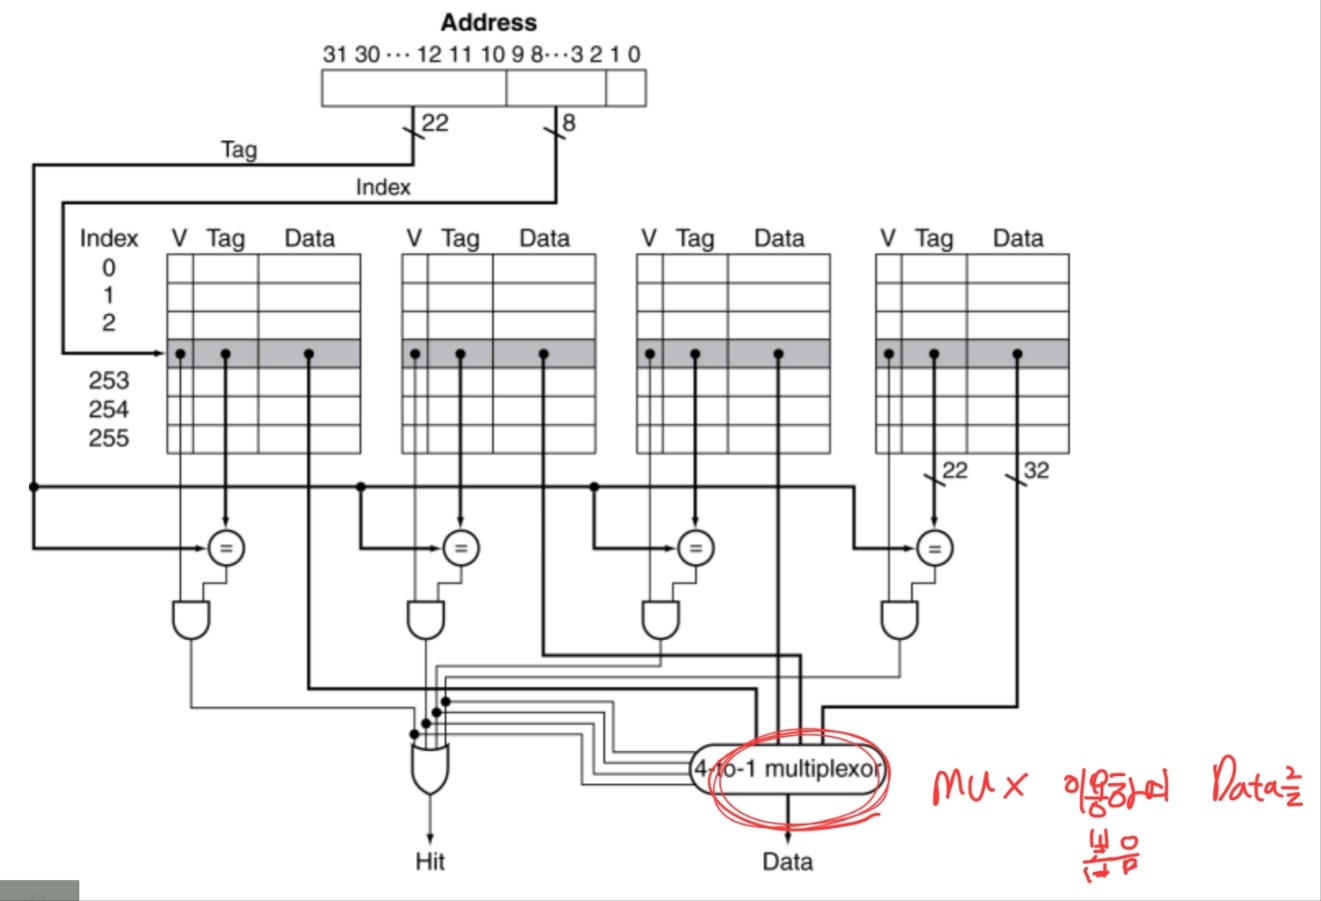 Address
31 30 ··· 12 11 10 9 8···3 2 1 0
22
8
Tag
Index
Index V Tag Data V Tag Data V Tag Data V Tag Data
0
1
2
253
254
255
22 32
= = = =
4-to-1 multiplexor
MUX 이용하여 Data를
Hit
Data